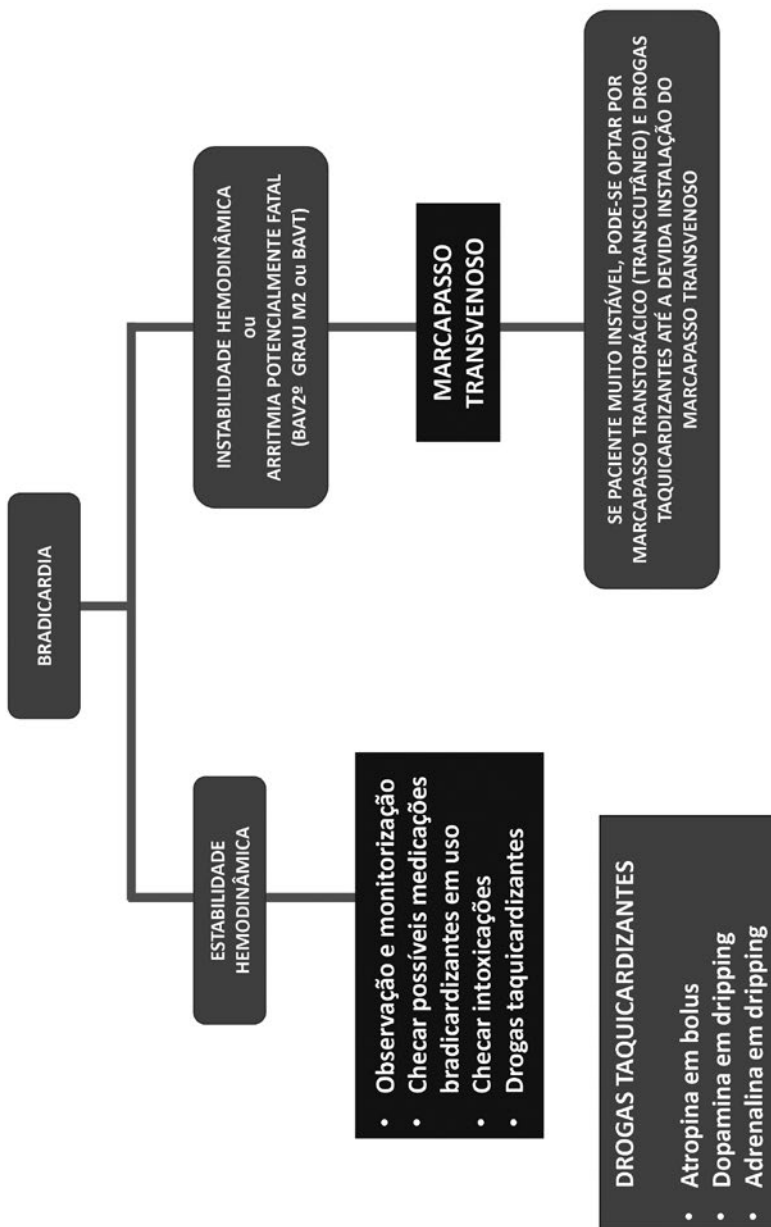 BRADICARDIA
ESTABILIDADE
HEMODINÂMICA
• Observação e monitorização
• Checar possíveis medicações
bradicardizantes em uso
• Checar intoxicações
• Drogas taquicardizantes
INSTABILIDADE HEMODINÂMICA
ou
ARRITMIA POTENCIALMENTE FATAL
(BAV2º GRAU M2 ou BAVT)
MARCAPASSO
TRANSVENOSO
SE PACIENTE MUITO INSTÁVEL, PODE-SE OPTAR POR
MARCAPASSO TRANSTORÁCICO (TRANSCUTÂNEO) E DROGAS
TAQUICARDIZANTES ATÉ A DEVIDA INSTALAÇÃO DO
MARCAPASSO TRANSVENOSO
DROGAS TAQUICARDIZANTES
• Atropina em bolus
• Dopamina em dripping
• Adrenalina em dripping